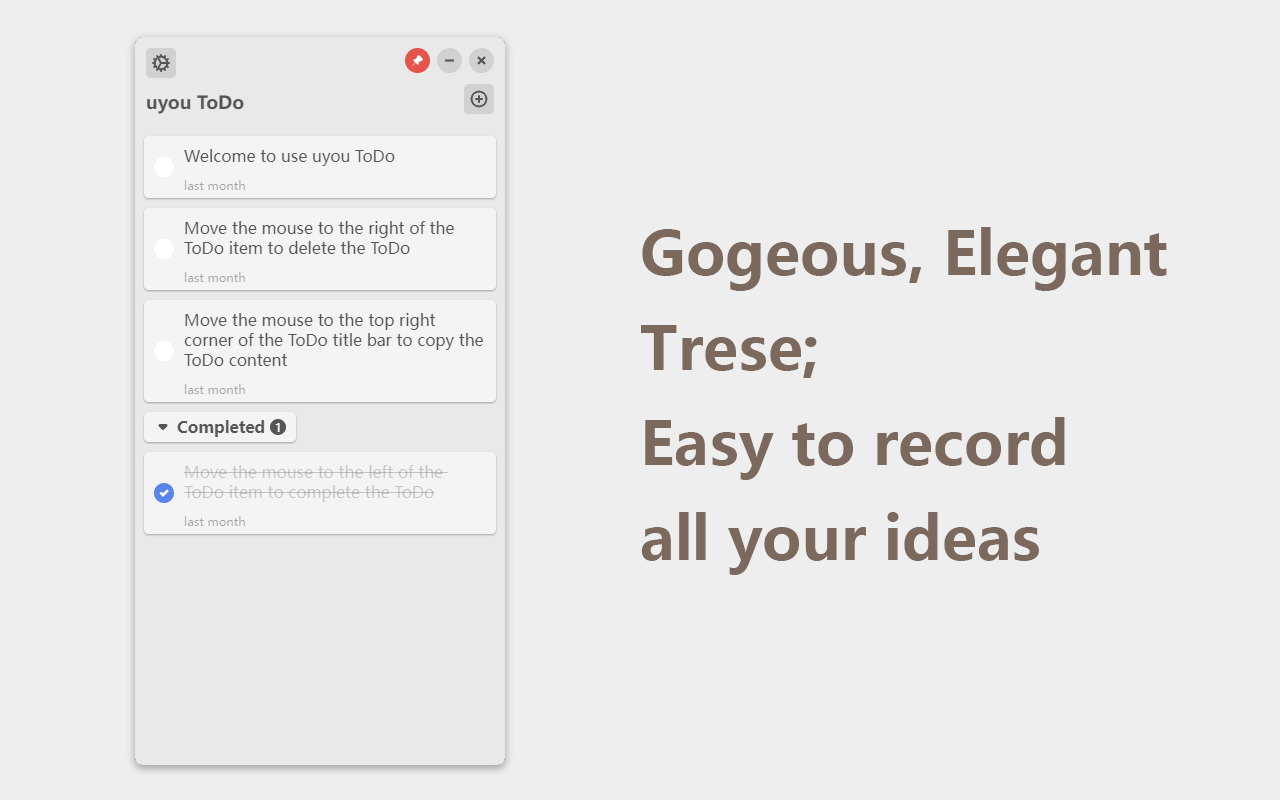 uyou ToDo
Welcome to use uyou ToDo
last month
Move the mouse to the right of the
ToDo item to delete the ToDo
last month
Move the mouse to the top right
corner of the ToDo title bar to copy the
ToDo content
last month
Completed 1
Move the mouse to the left of the
ToDo item to complete the ToDo
last month
Gogeous, Elegant
Trese;
Easy to record
all your ideas